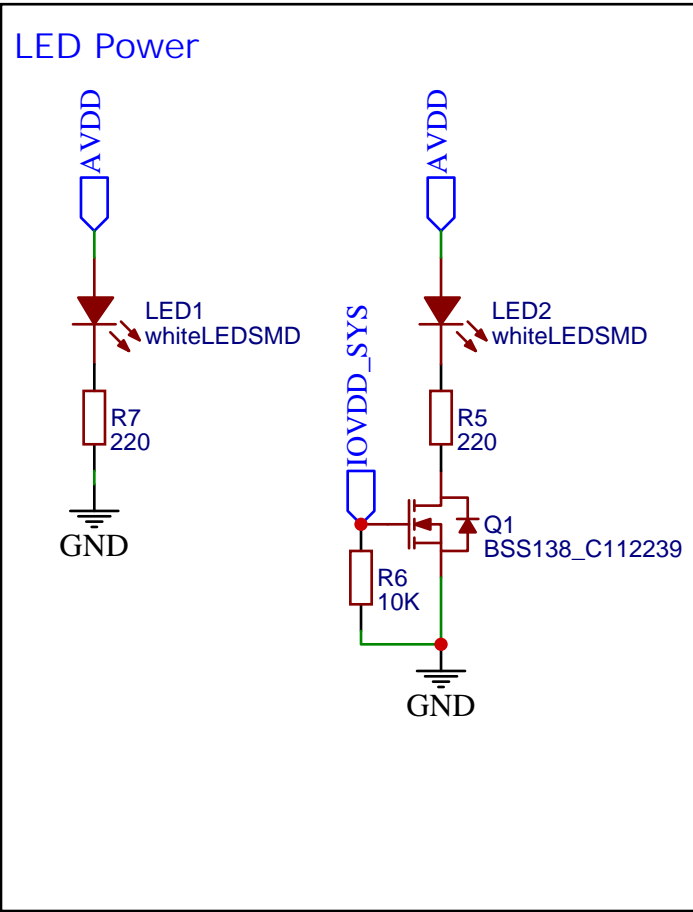 LED Power
AVDD
LED1
whiteLEDSMD
R7
220
GND
AVDD
LED2
whiteLEDSMD
IOVDD_SYS
R5
220
Q1
BSS138_C112239
R6
10K
GND